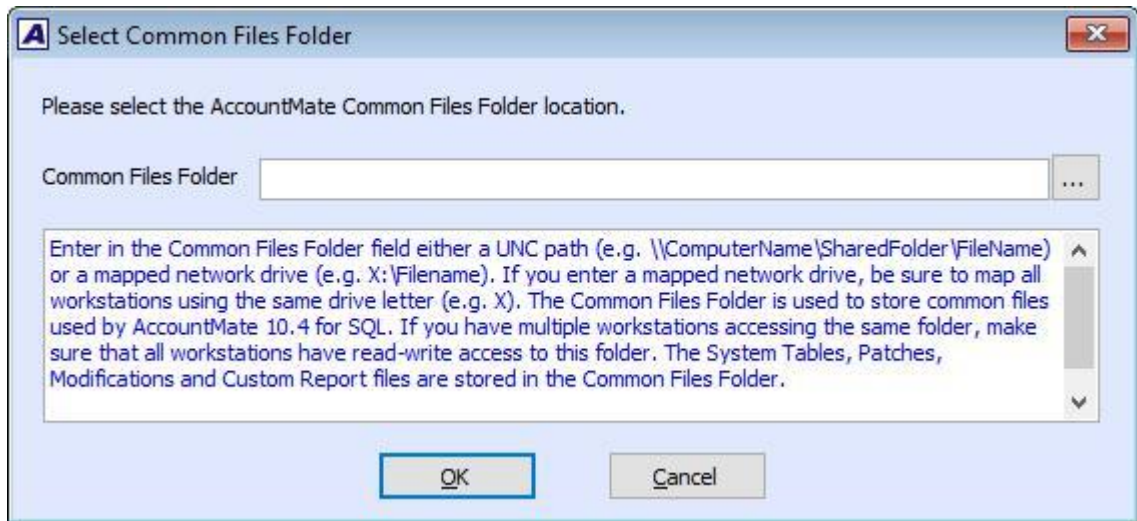 A Select Common Files Folder
Please select the AccountMate Common Files Folder location.
Common Files Folder ...
Enter in the Common Files Folder field either a UNC path (e.g. \\ComputerName\SharedFolder\FileName)
or a mapped network drive (e.g. X:\Filename). If you enter a mapped network drive, be sure to map all
workstations using the same drive letter (e.g. X). The Common Files Folder is used to store common files
used by AccountMate 10.4 for SQL. If you have multiple workstations accessing the same folder, make
sure that all workstations have read-write access to this folder. The System Tables, Patches,
Modifications and Custom Report files are stored in the Common Files Folder.
OK Cancel